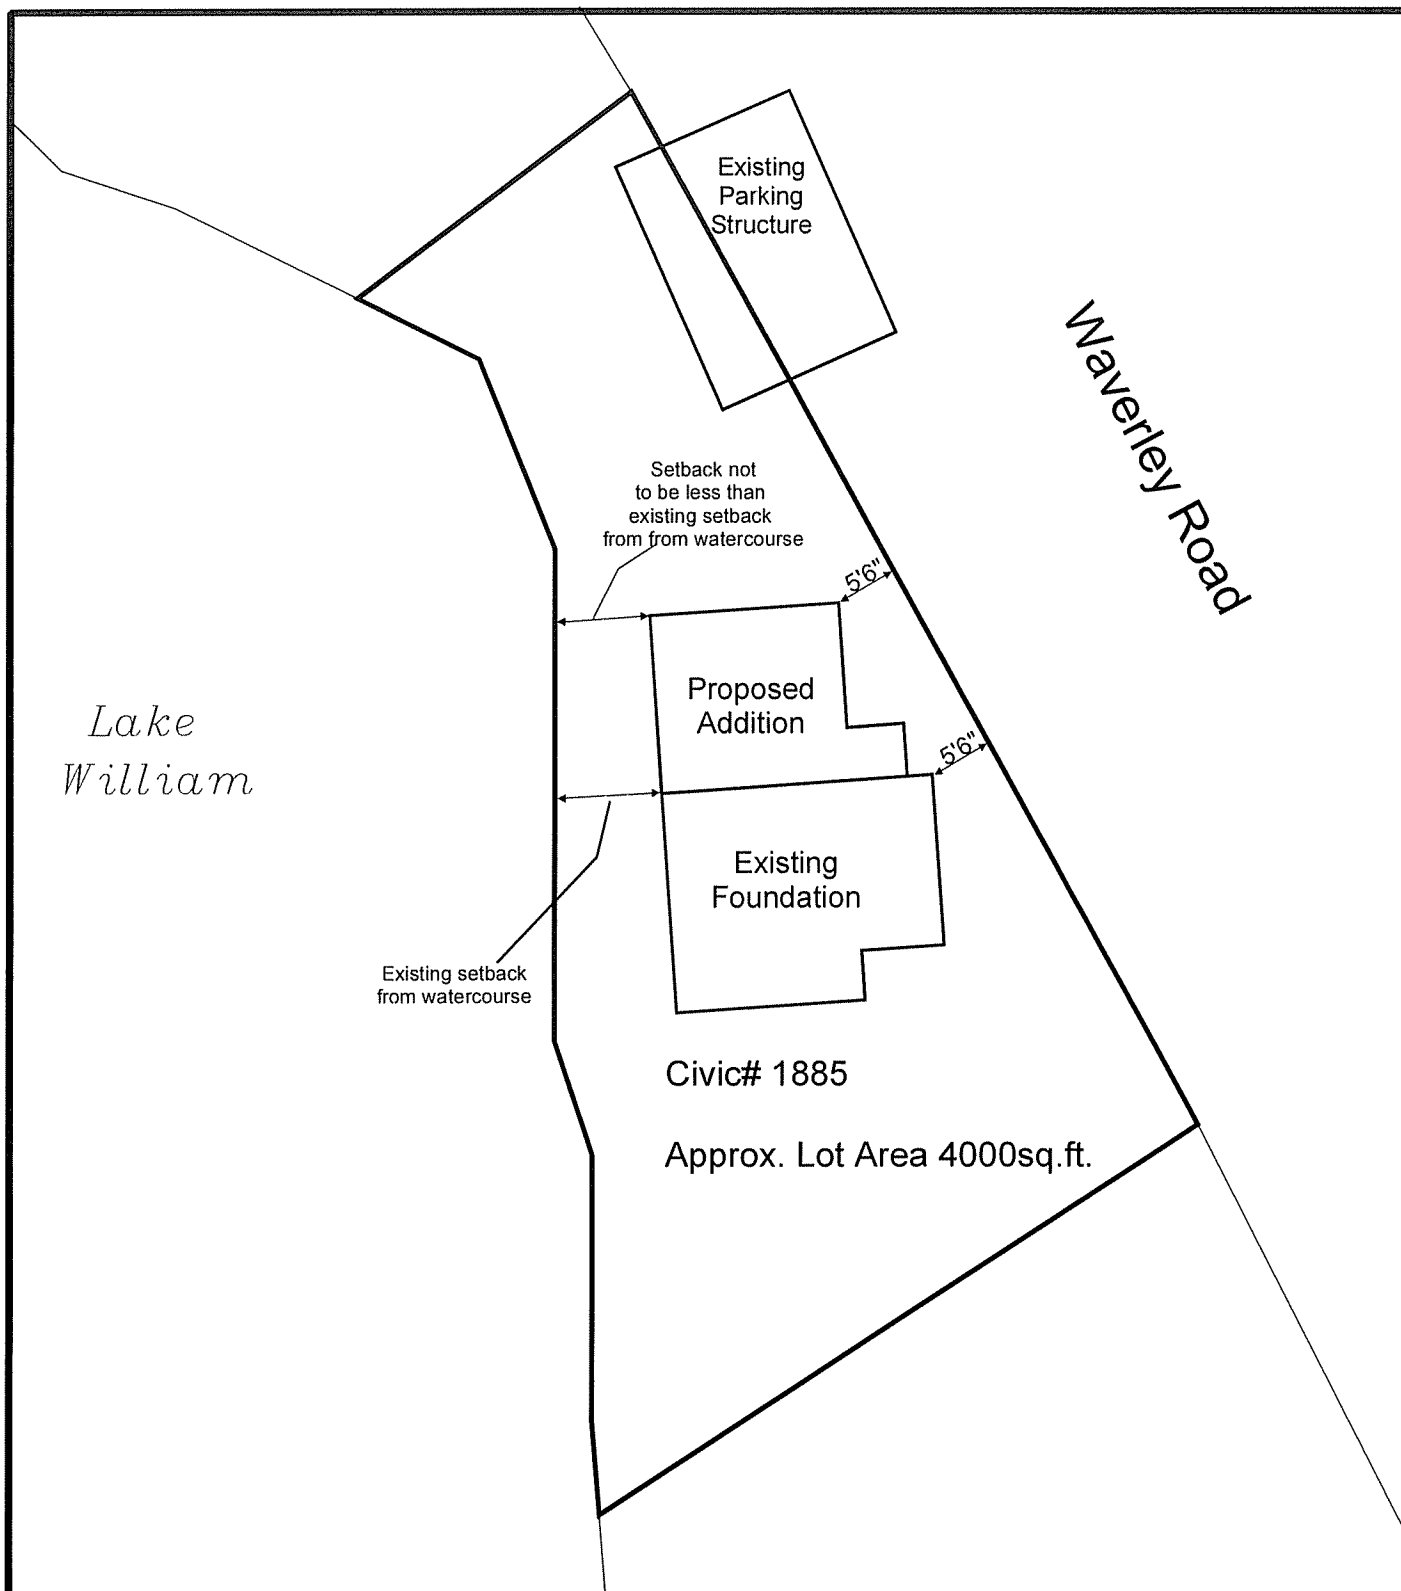 Existing
Parking
Structure
Waverley Road
Setback not
to be less than
existing setback
from from watercourse
5'6"
Proposed
Addition
5'6"
Lake
William
Existing
Foundation
Existing setback
from watercourse
Civic# 1885
Approx. Lot Area 4000sq.ft.